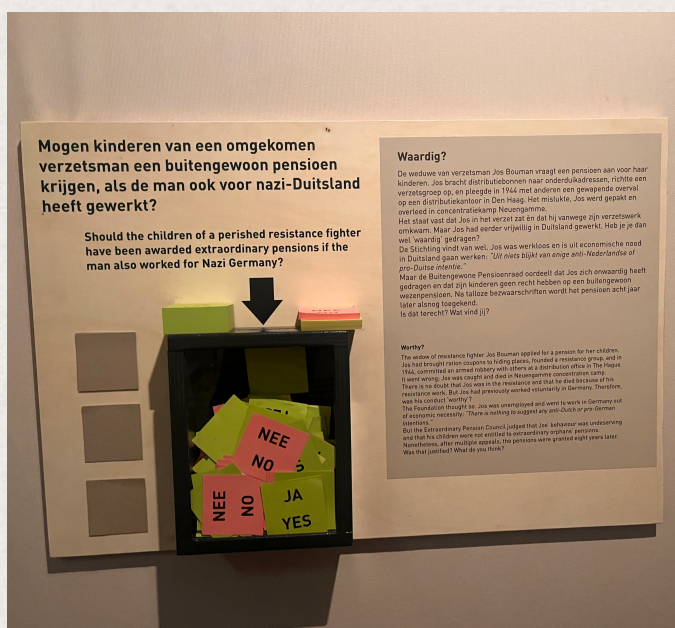 Mogen kinderen van een omgekomen
verzetsman een buitengewoon pensioen
krijgen, als de man ook voor nazi-Duitsland
heeft gewerkt?
Should the children of a perished resistance fighter
have been awarded extraordinary pensions if the
man also worked for Nazi Germany?
NEE
NO
NEE
NO
JA
YES
Waardig?
De weduwe van verzetsman Jos Bouman vraagt een pensioen aan voor haar
kinderen. Jos bracht distributiebonnen naar onderduikadressen, richtte een
verzetsgroep op, en pleegde in 1944 met anderen een gewapende overval
op een distributiekantoor in Den Haag. Het mislukte, Jos werd gepakt en
overleed in concentratiekamp Neuengamme.
Het staat vast dat Jos in het verzet zat én dat hij vanwege zijn verzetswerk
omkwam. Maar Jos had eerder vrijwillig in Duitsland gewerkt. Heb je je dan
wel 'waardig' gedragen?
De Stichting vindt van wel. Jos was werkloos en is uit economische nood
in Duitsland gaan werken: "Uit niets blijkt van enige anti-Nederlandse of
pro-Duitse intentie."
Maar de Buitengewone Pensioenraad oordeelt dat Jos zich onwaardig heeft
gedragen en dat zijn kinderen geen recht hebben op een buitengewoon
wezenpensioen. Na talloze bezwaarschriften wordt het pensioen acht jaar
later alsnog toegekend.
Is dat terecht? Wat vind jij?
Worthy?
The widow of resistance fighter Jos Bouman applied for a pension for her children.
Jos had brought ration coupons to hiding places, founded a resistance group, and in
1944, committed an armed robbery with others at a distribution office in The Hague.
It went wrong; Jos was caught and died in Neuengamme concentration camp.
There is no doubt that Jos was in the resistance and that he died because of his
resistance work. But Jos had previously worked voluntarily in Germany. Therefore,
was his conduct 'worthy'?
The Foundation thought so. Jos was unemployed and went to work in Germany out
of economic necessity: "There is nothing to suggest any anti-Dutch or pro-German
intentions."
But the Extraordinary Pension Council judged that Jos' behaviour was undeserving
and that his children were not entitled to extraordinary orphans' pensions.
Nonetheless, after multiple appeals, the pensions were granted eight years later.
Was that justified? What do you think?